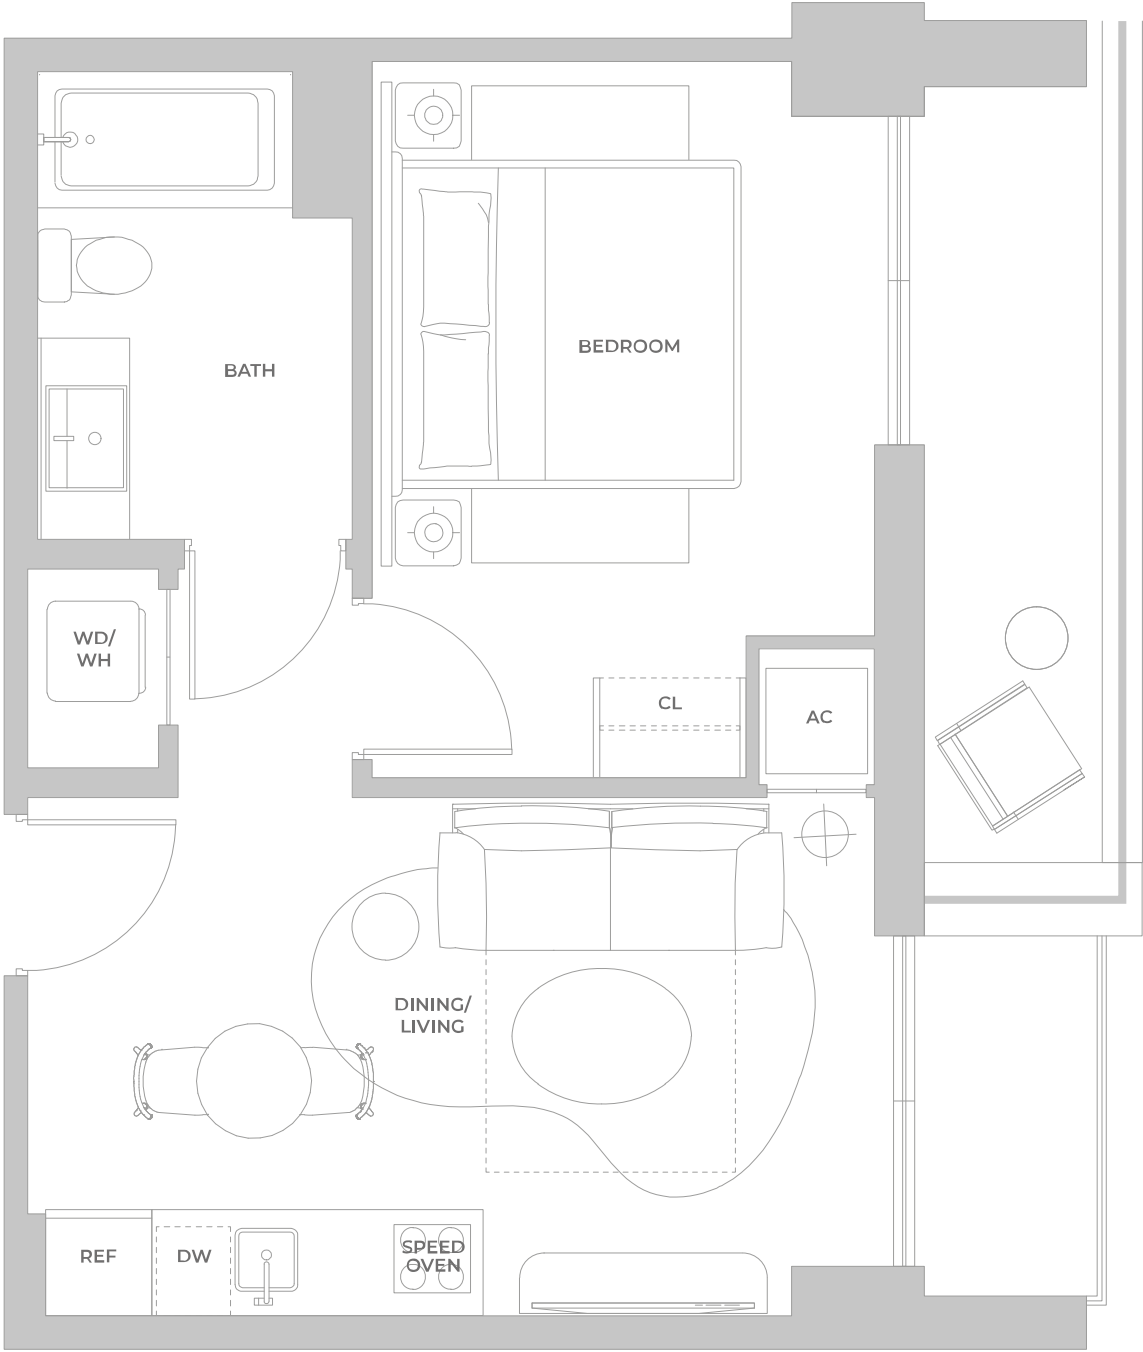 BEDROOM
BATH
WD/
WH
CL
AC
DINING/
LIVING
REF
DW
SPEED
OVEN